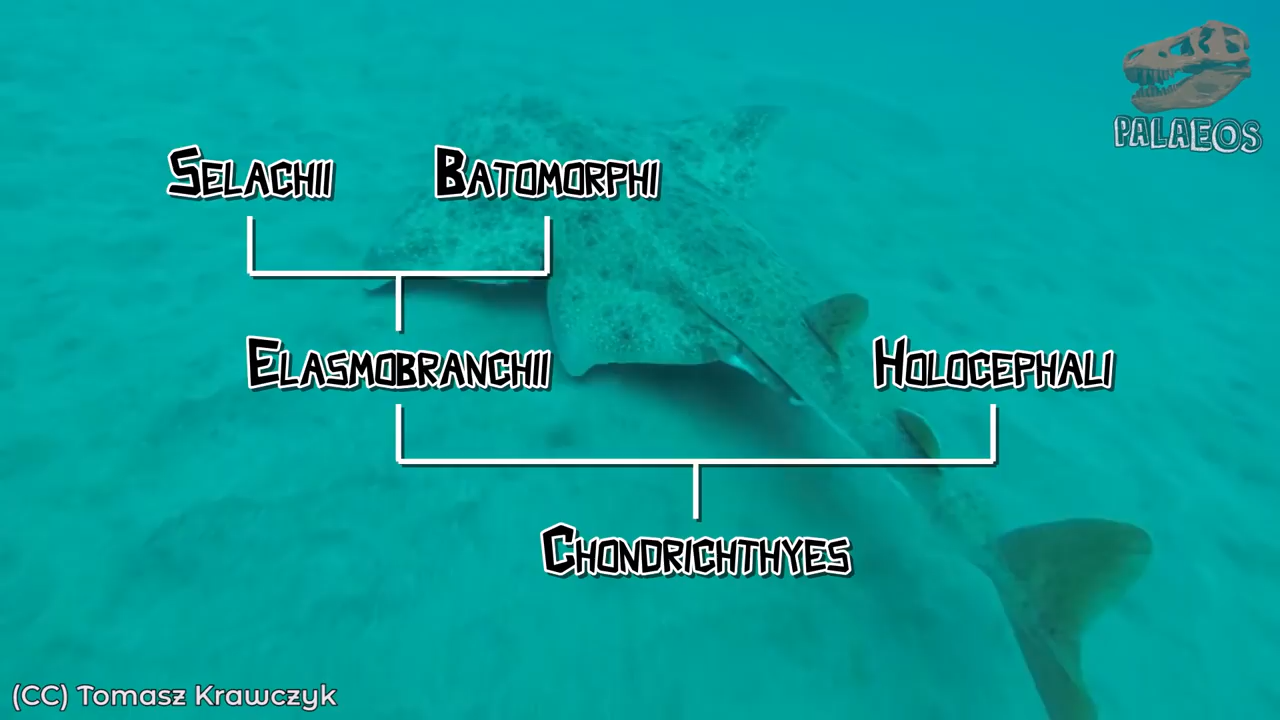 PALAEOS
SELACHII
BATOMORPHI
ELASMOBRANCHII
HOLOCEPHALI
CHONDRICHTHYES
(CC) Tomasz Krawczyk